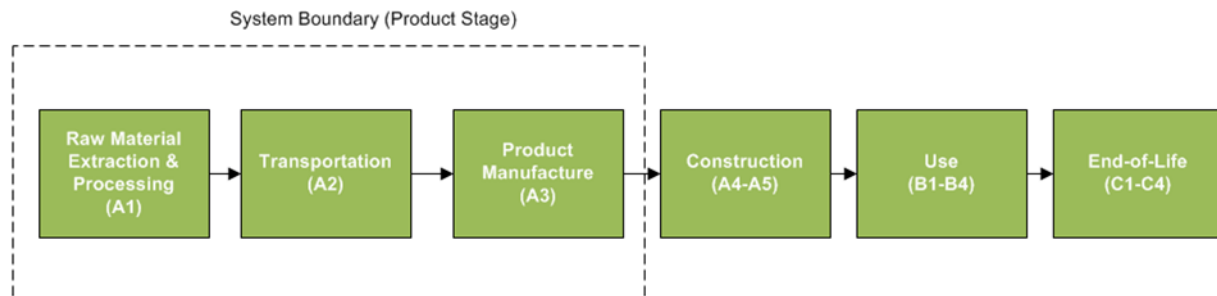 System Boundary (Product Stage)
Raw Material
Extraction &
Processing
(A1)
Transportation
(A2)
Product
Manufacture
(A3)
Construction
(A4-A5)
Use
(B1-B4)
End-of-Life
(C1-C4)